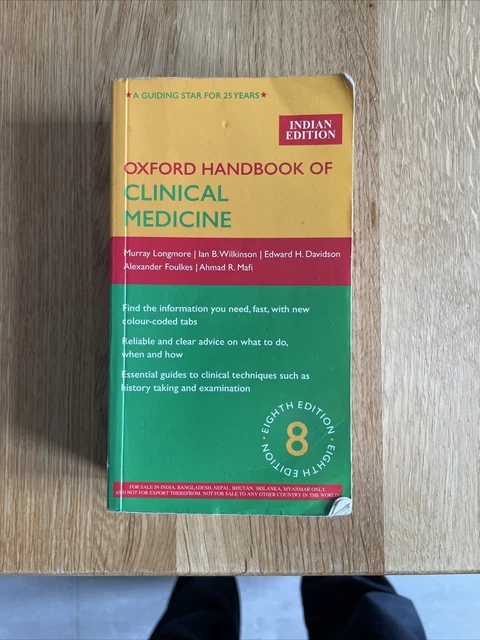 ★A GUIDING STAR FOR 25 YEARS★
INDIAN
EDITION
OXFORD HANDBOOK OF
CLINICAL
MEDICINE
Murray Longmore | Ian B. Wilkinson | Edward H. Davidson
Alexander Foulkes | Ahmad R. Mafi
Find the information you need, fast, with new
colour-coded tabs
Reliable and clear advice on what to do,
when and how
Essential guides to clinical techniques such as
history taking and examination
EIGHTH EDITION • EIGHTH EDITION •
8
FOR SALE IN INDIA, BANGLADESH, NEPAL, BHUTAN, SRI LANKA, MYANMAR ONLY
AND NOT FOR EXPORT THEREFROM. NOT FOR SALE TO ANY OTHER COUNTRY IN THE WORLD